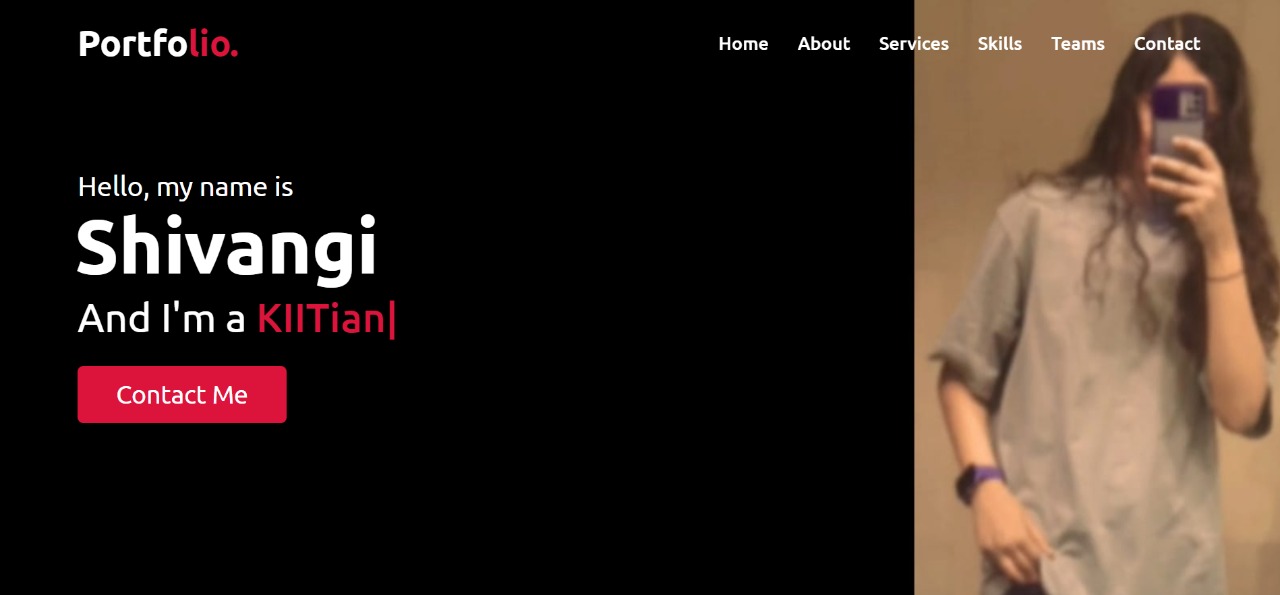 Portfolio.
Home About Services Skills Teams Contact
Hello, my name is
Shivangi
And I'm a KIITian|
Contact Me